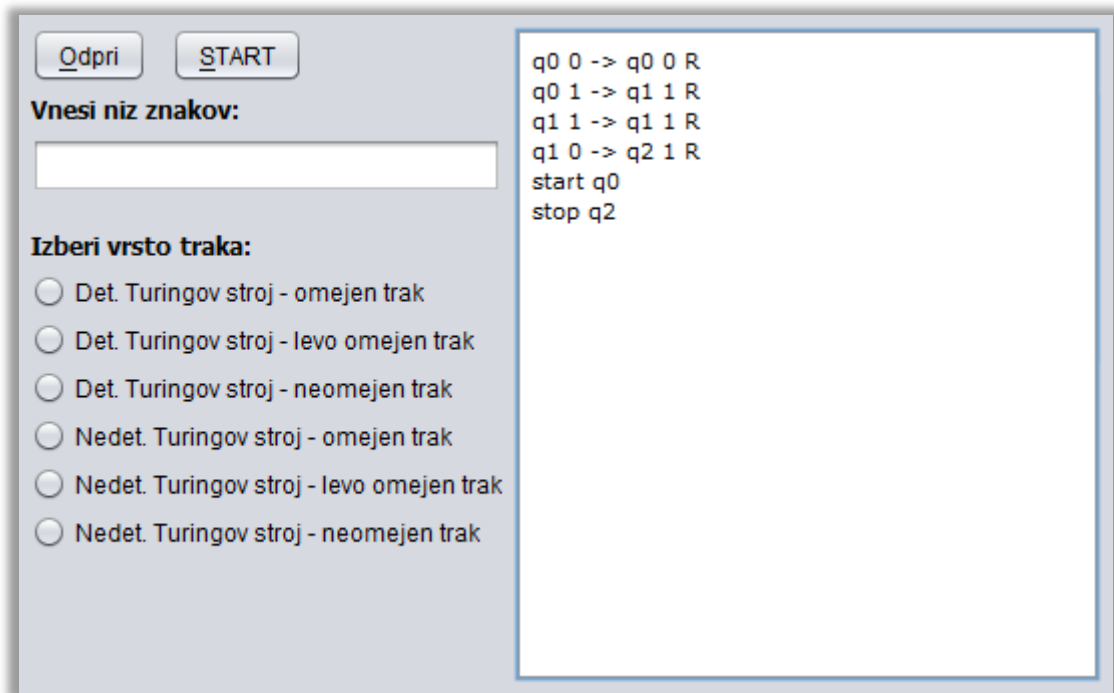 Odpri
START
Vnesi niz znakov:
Izberi vrsto traka:
Det. Turingov stroj - omejen trak
Det. Turingov stroj - levo omejen trak
Det. Turingov stroj - neomejen trak
Nedet. Turingov stroj - omejen trak
Nedet. Turingov stroj - levo omejen trak
Nedet. Turingov stroj - neomejen trak
q0 0 -> q0 0 R
q0 1 -> q1 1 R
q1 1 -> q1 1 R
q1 0 -> q2 1 R
start q0
stop q2